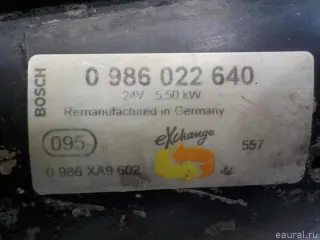 BOSCH
0 986 022 640
24V 5.50 kW
Remanufactured in Germany
095
eXchange
557
0 986 XA9 602
eaural.ru